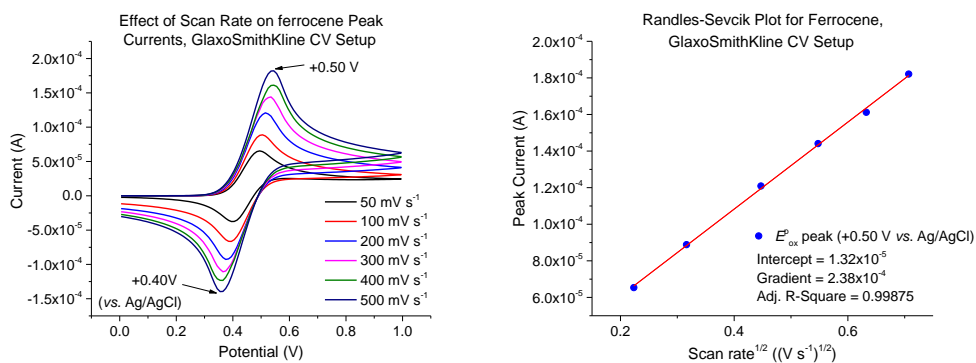 Effect of Scan Rate on ferrocene Peak
Currents, GlaxoSmithKline CV Setup
2.0x10⁻⁴
1.5x10⁻⁴
1.0x10⁻⁴
5.0x10⁻⁵
0.0
-5.0x10⁻⁵
-1.0x10⁻⁴
-1.5x10⁻⁴
Current (A)
+0.50 V
+0.40V
(vs. Ag/AgCl)
50 mV s⁻¹
100 mV s⁻¹
200 mV s⁻¹
300 mV s⁻¹
400 mV s⁻¹
500 mV s⁻¹
0.0 0.2 0.4 0.6 0.8 1.0
Potential (V)
Randles-Sevcik Plot for Ferrocene,
GlaxoSmithKline CV Setup
2.0x10⁻⁴
1.8x10⁻⁴
1.6x10⁻⁴
1.4x10⁻⁴
1.2x10⁻⁴
1.0x10⁻⁴
8.0x10⁻⁵
6.0x10⁻⁵
Peak Current (A)
Eᵖₒₓ peak (+0.50 V vs. Ag/AgCl)
Intercept = 1.32x10⁻⁵
Gradient = 2.38x10⁻⁴
Adj. R-Square = 0.99875
0.2 0.4 0.6 0.8
Scan rate¹ᐟ² ((V s⁻¹)¹ᐟ²)